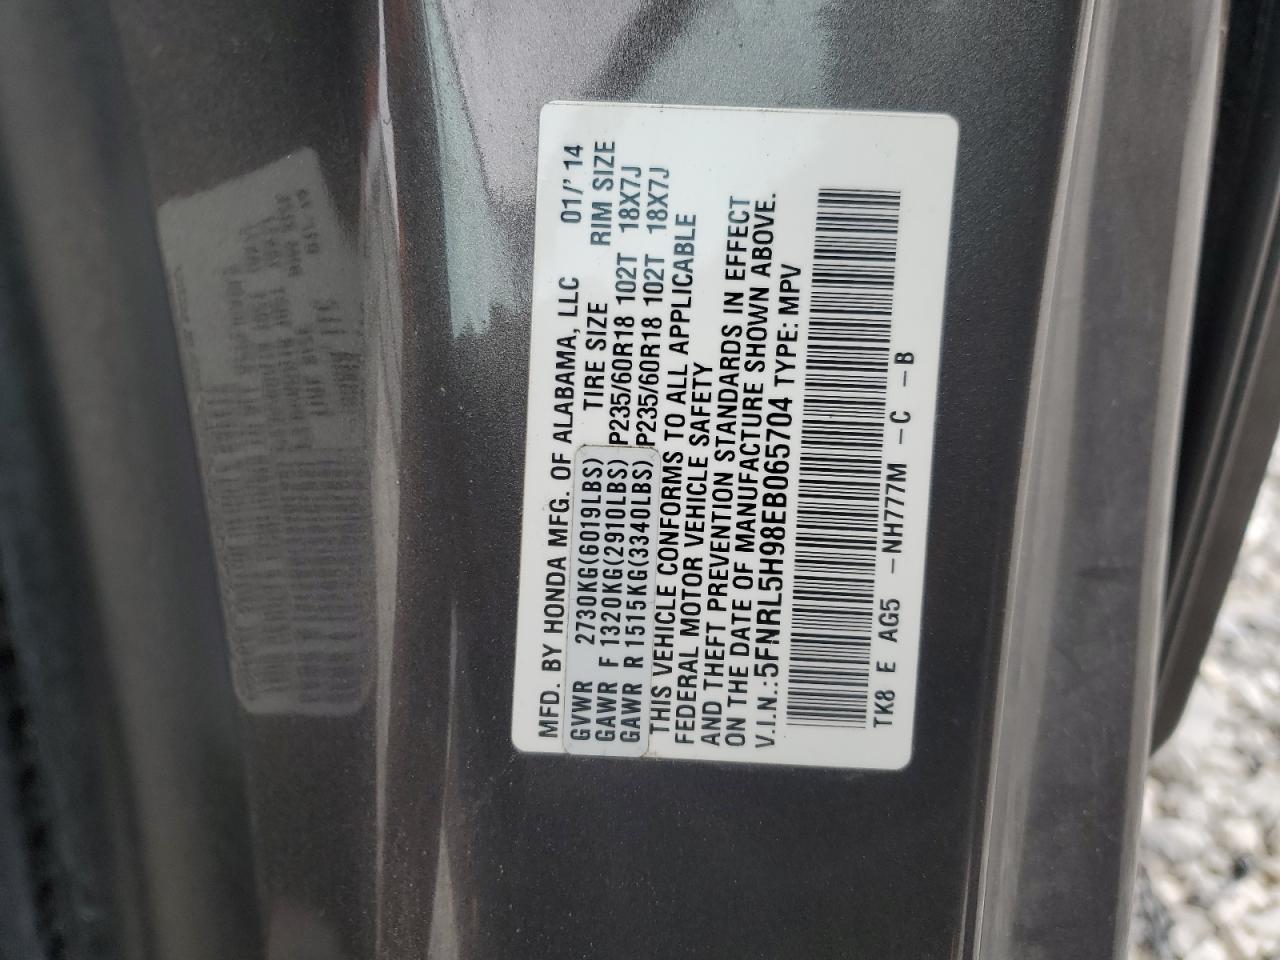 MFD. BY HONDA MFG. OF ALABAMA, LLC 01/'14
GVWR 2730KG(6019LBS) TIRE SIZE RIM SIZE
GAWR F 1320KG(2910LBS) P235/60R18 102T 18X7J
GAWR R 1515KG(3340LBS) P235/60R18 102T 18X7J
THIS VEHICLE CONFORMS TO ALL APPLICABLE
FEDERAL MOTOR VEHICLE SAFETY
AND THEFT PREVENTION STANDARDS IN EFFECT
ON THE DATE OF MANUFACTURE SHOWN ABOVE.
V.I.N.:5FNRL5H98EB065704 TYPE: MPV
TK8 E AG5 -NH777M -C -B